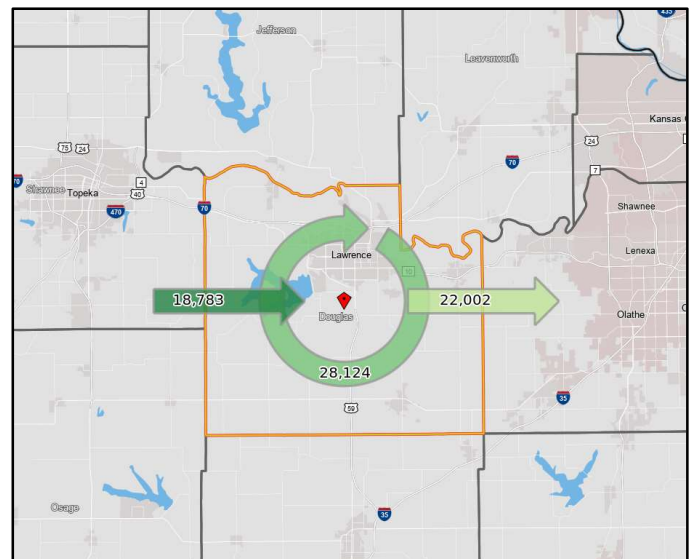 435
Jefferson
Leavenworth
Kansas
75 24
24
70
7
70
4
Shawnee Topeka
40
70
Shawnee
470
Lenexa
Lawrence
10
18,783
22,002
Douglas
Olathe
28,124
35
59
Osage
35